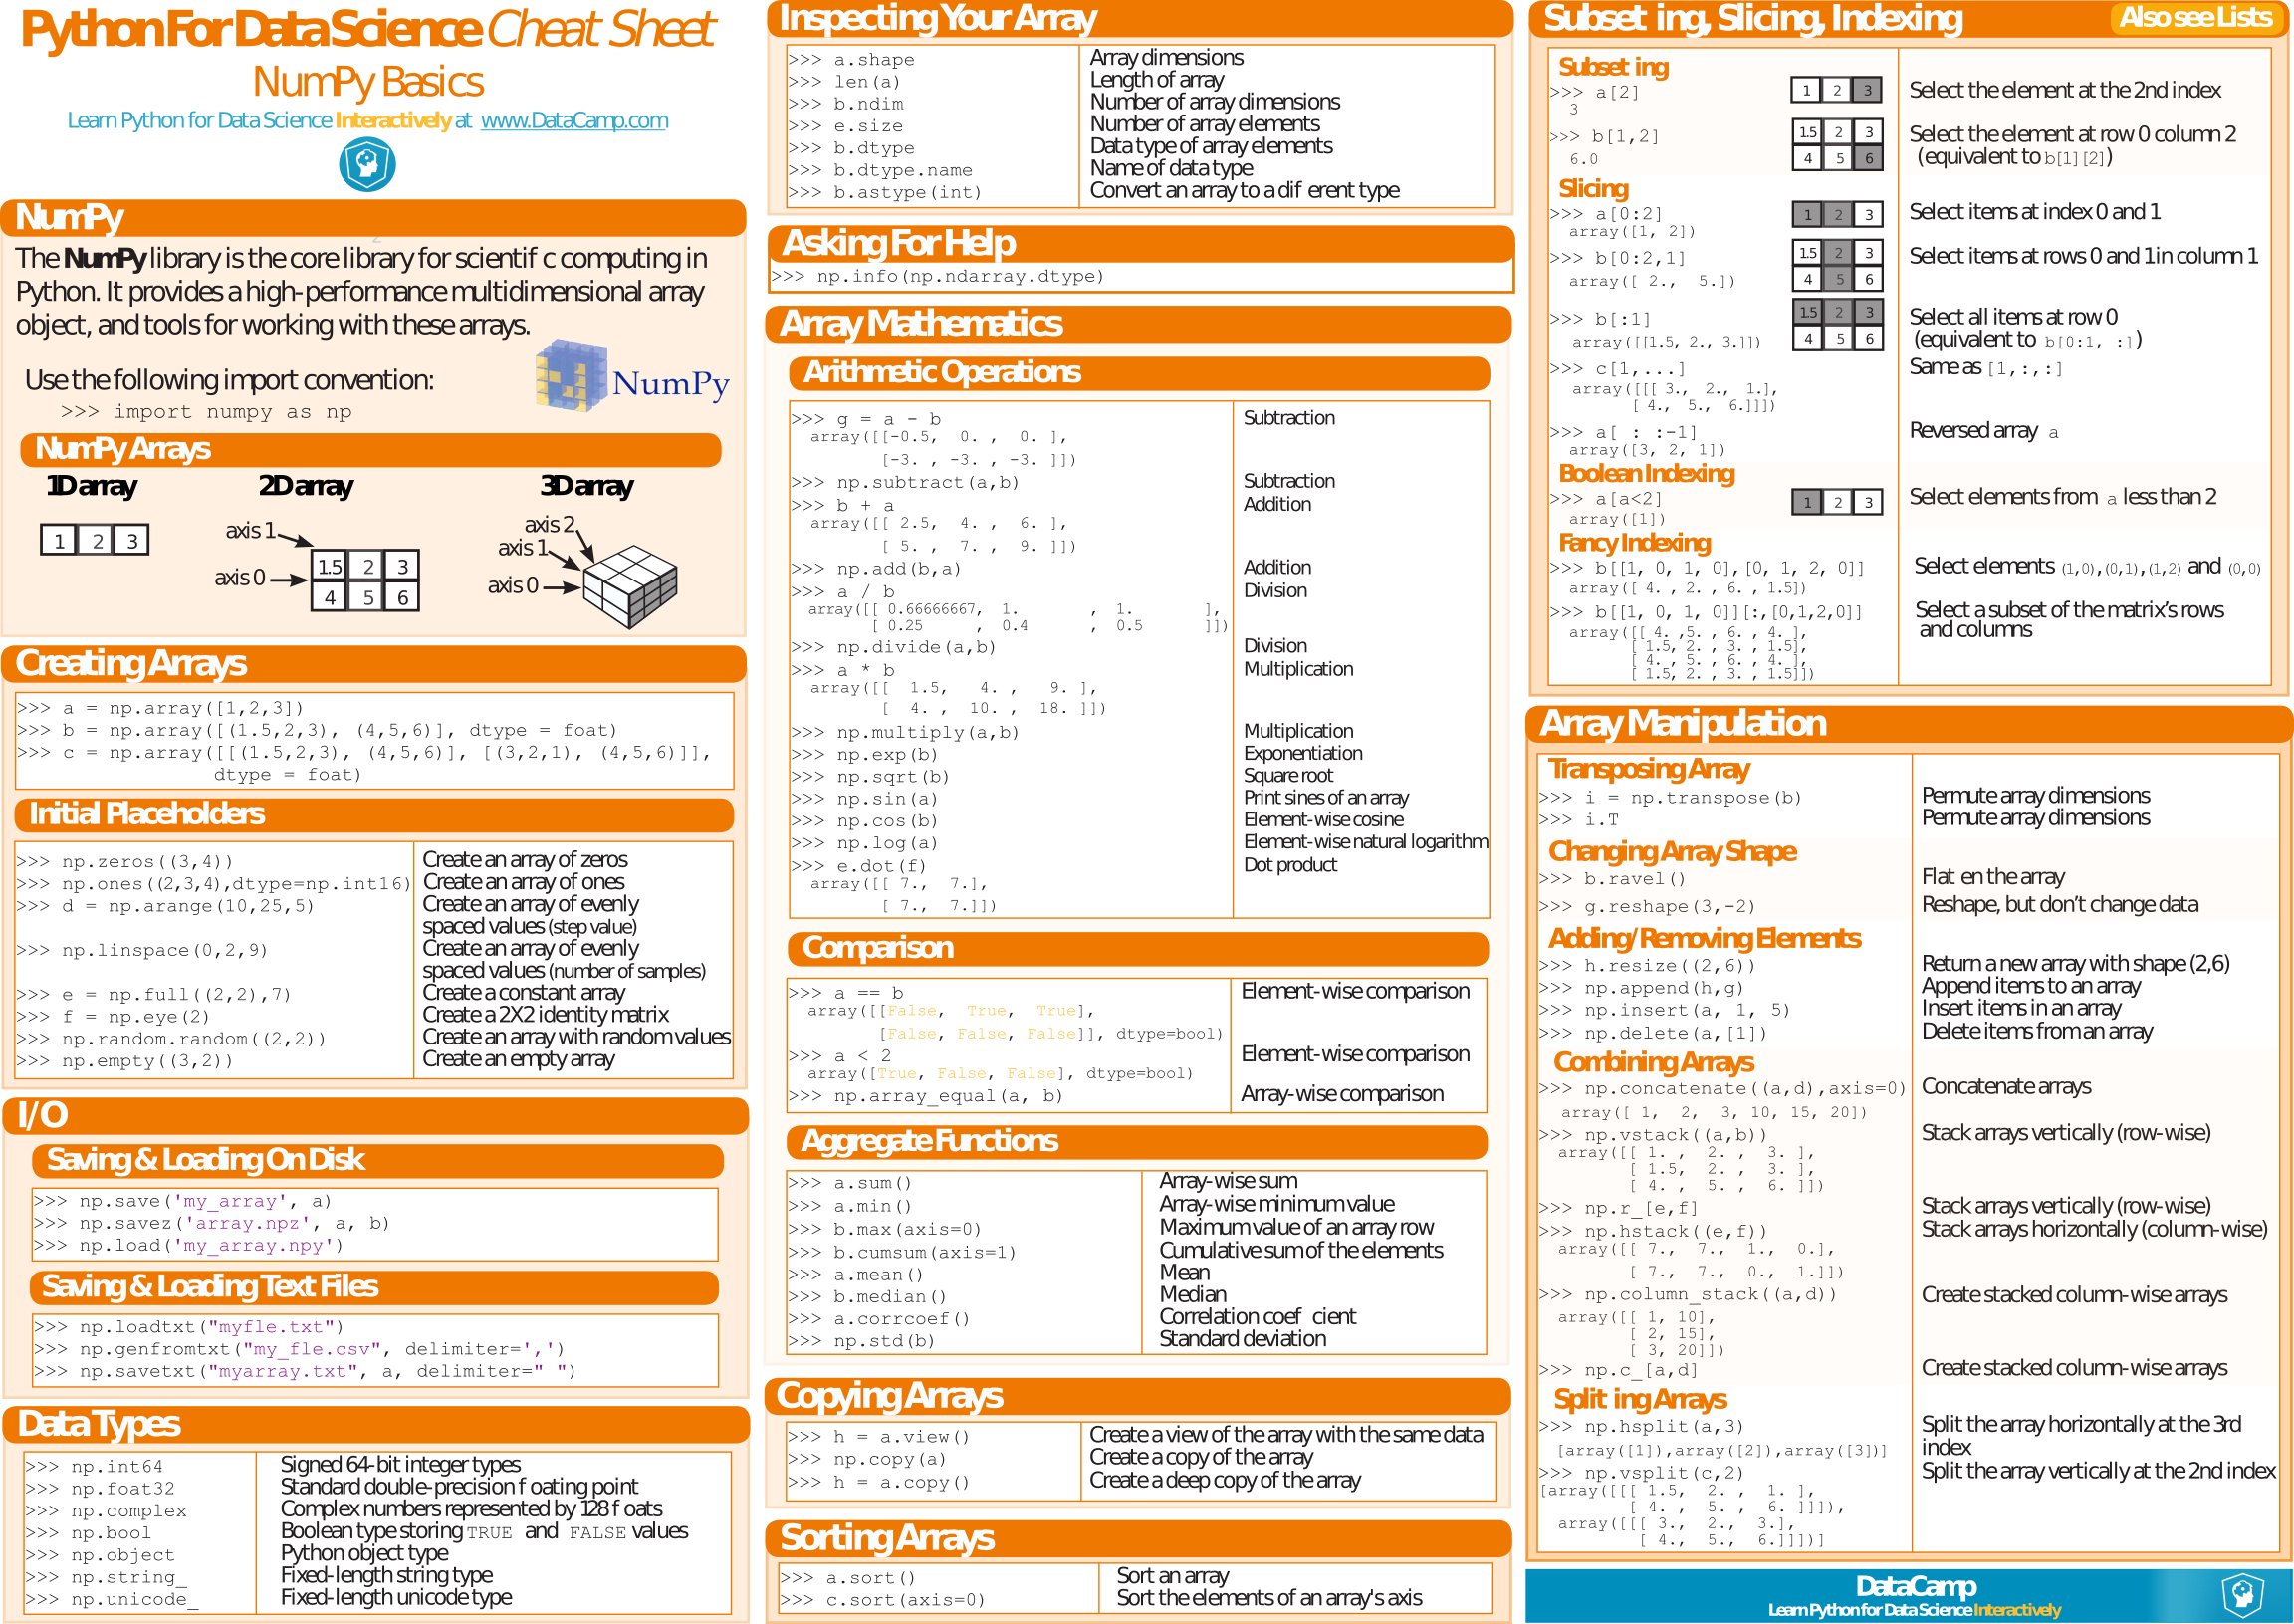 Python For Data Science Cheat Sheet
NumPy Basics
Learn Python for Data Science Interactively at www.DataCamp.com
NumPy
2
The NumPy library is the core library for scientif c computing in
Python. It provides a high-performance multidimensional array
object, and tools for working with these arrays.
Use the following import convention:
>>> import numpy as np
NumPy
NumPy Arrays
1D array 2D array 3D array
1 2 3
axis 1
axis 0
1.5 2 3
4 5 6
axis 2
axis 1
axis 0
Creating Arrays
>>> a = np.array([1,2,3])
>>> b = np.array([(1.5,2,3), (4,5,6)], dtype = foat)
>>> c = np.array([[(1.5,2,3), (4,5,6)], [(3,2,1), (4,5,6)]],
dtype = foat)
Initial Placeholders
>>> np.zeros((3,4)) Create an array of zeros
>>> np.ones((2,3,4),dtype=np.int16) Create an array of ones
>>> d = np.arange(10,25,5) Create an array of evenly
spaced values (step value)
>>> np.linspace(0,2,9) Create an array of evenly
spaced values (number of samples)
>>> e = np.full((2,2),7) Create a constant array
>>> f = np.eye(2) Create a 2X2 identity matrix
>>> np.random.random((2,2)) Create an array with random values
>>> np.empty((3,2)) Create an empty array
I/O
Saving & Loading On Disk
>>> np.save('my_array', a)
>>> np.savez('array.npz', a, b)
>>> np.load('my_array.npy')
Saving & Loading Text Files
>>> np.loadtxt("myfle.txt")
>>> np.genfromtxt("my_fle.csv", delimiter=',')
>>> np.savetxt("myarray.txt", a, delimiter=" ")
Data Types
>>> np.int64 Signed 64-bit integer types
>>> np.foat32 Standard double-precision f oating point
>>> np.complex Complex numbers represented by 128 f oats
>>> np.bool Boolean type storing TRUE and FALSE values
>>> np.object Python object type
>>> np.string_ Fixed-length string type
>>> np.unicode_ Fixed-length unicode type
Inspecting Your Array
>>> a.shape Array dimensions
>>> len(a) Length of array
>>> b.ndim Number of array dimensions
>>> e.size Number of array elements
>>> b.dtype Data type of array elements
>>> b.dtype.name Name of data type
>>> b.astype(int) Convert an array to a dif erent type
Asking For Help
>>> np.info(np.ndarray.dtype)
Array Mathematics
Arithmetic Operations
>>> g = a - b Subtraction
array([[-0.5, 0. , 0. ],
[-3. , -3. , -3. ]])
>>> np.subtract(a,b) Subtraction
>>> b + a Addition
array([[ 2.5, 4. , 6. ],
[ 5. , 7. , 9. ]])
>>> np.add(b,a) Addition
>>> a / b Division
array([[ 0.66666667, 1. , 1. ],
[ 0.25 , 0.4 , 0.5 ]])
>>> np.divide(a,b) Division
>>> a * b Multiplication
array([[ 1.5, 4. , 9. ],
[ 4. , 10. , 18. ]])
>>> np.multiply(a,b) Multiplication
>>> np.exp(b) Exponentiation
>>> np.sqrt(b) Square root
>>> np.sin(a) Print sines of an array
>>> np.cos(b) Element-wise cosine
>>> np.log(a) Element-wise natural logarithm
>>> e.dot(f) Dot product
array([[ 7., 7.],
[ 7., 7.]])
Comparison
>>> a == b Element-wise comparison
array([[False, True, True],
[False, False, False]], dtype=bool)
>>> a < 2 Element-wise comparison
array([True, False, False], dtype=bool)
>>> np.array_equal(a, b) Array-wise comparison
Aggregate Functions
>>> a.sum() Array-wise sum
>>> a.min() Array-wise minimum value
>>> b.max(axis=0) Maximum value of an array row
>>> b.cumsum(axis=1) Cumulative sum of the elements
>>> a.mean() Mean
>>> b.median() Median
>>> a.corrcoef() Correlation coef cient
>>> np.std(b) Standard deviation
Copying Arrays
>>> h = a.view() Create a view of the array with the same data
>>> np.copy(a) Create a copy of the array
>>> h = a.copy() Create a deep copy of the array
Sorting Arrays
>>> a.sort() Sort an array
>>> c.sort(axis=0) Sort the elements of an array's axis
Subset ing, Slicing, Indexing Also see Lists
Subset ing
>>> a[2] 1 2 3 Select the element at the 2nd index
3
>>> b[1,2] 1.5 2 3 Select the element at row 0 column 2
6.0 4 5 6 (equivalent to b[1][2])
Slicing
>>> a[0:2] 1 2 3 Select items at index 0 and 1
array([1, 2])
>>> b[0:2,1] 1.5 2 3 Select items at rows 0 and 1 in column 1
array([ 2., 5.]) 4 5 6
1.5 2 3
>>> b[:1] Select all items at row 0
array([[1.5, 2., 3.]]) 4 5 6 (equivalent to b[0:1, :])
>>> c[1,...] Same as [1,:,:]
array([[[ 3., 2., 1.],
[ 4., 5., 6.]]])
>>> a[ : :-1] Reversed array a
array([3, 2, 1])
Boolean Indexing
>>> a[a<2] 1 2 3 Select elements from a less than 2
array([1])
Fancy Indexing
>>> b[[1, 0, 1, 0],[0, 1, 2, 0]] Select elements (1,0),(0,1),(1,2) and (0,0)
array([ 4. , 2. , 6. , 1.5])
>>> b[[1, 0, 1, 0]][:,[0,1,2,0]] Select a subset of the matrix's rows
array([[ 4. ,5. , 6. , 4. ], and columns
[ 1.5, 2. , 3. , 1.5],
[ 4. , 5. , 6. , 4. ],
[ 1.5, 2. , 3. , 1.5]])
Array Manipulation
Transposing Array
>>> i = np.transpose(b) Permute array dimensions
>>> i.T Permute array dimensions
Changing Array Shape
>>> b.ravel() Flat en the array
>>> g.reshape(3,-2) Reshape, but don't change data
Adding/Removing Elements
>>> h.resize((2,6)) Return a new array with shape (2,6)
>>> np.append(h,g) Append items to an array
>>> np.insert(a, 1, 5) Insert items in an array
>>> np.delete(a,[1]) Delete items from an array
Combining Arrays
>>> np.concatenate((a,d),axis=0) Concatenate arrays
array([ 1, 2, 3, 10, 15, 20])
>>> np.vstack((a,b)) Stack arrays vertically (row-wise)
array([[ 1. , 2. , 3. ],
[ 1.5, 2. , 3. ],
[ 4. , 5. , 6. ]])
>>> np.r_[e,f] Stack arrays vertically (row-wise)
>>> np.hstack((e,f)) Stack arrays horizontally (column-wise)
array([[ 7., 7., 1., 0.],
[ 7., 7., 0., 1.]])
>>> np.column_stack((a,d)) Create stacked column-wise arrays
array([[ 1, 10],
[ 2, 15],
[ 3, 20]])
>>> np.c_[a,d] Create stacked column-wise arrays
Split ing Arrays
>>> np.hsplit(a,3) Split the array horizontally at the 3rd
[array([1]),array([2]),array([3])] index
>>> np.vsplit(c,2) Split the array vertically at the 2nd index
[array([[[ 1.5, 2. , 1. ],
[ 4. , 5. , 6. ]]]),
array([[[ 3., 2., 3.],
[ 4., 5., 6.]]])]
DataCamp
Learn Python for Data Science Interactively